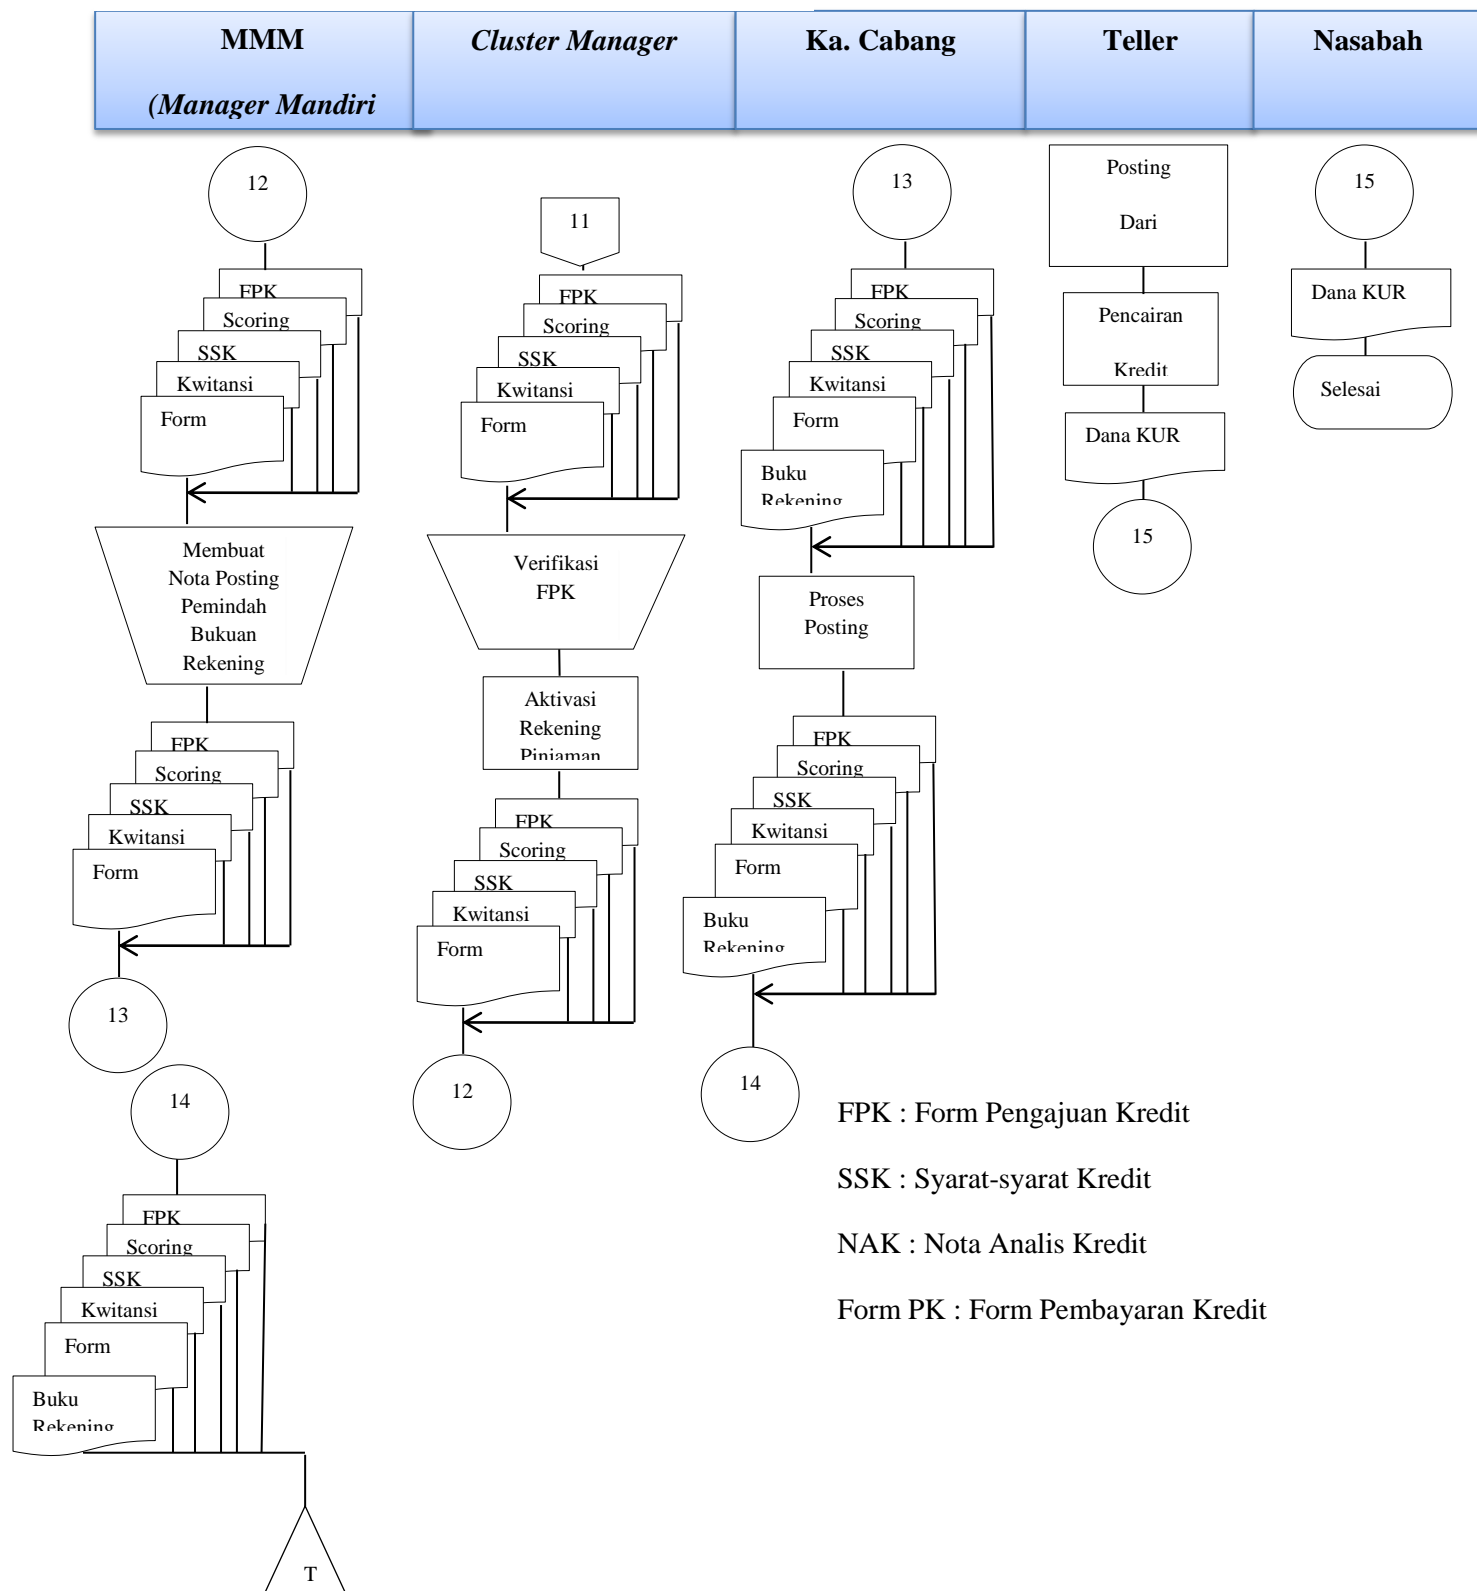 MMM
(Manager Mandiri
Cluster Manager
Ka. Cabang
Teller
Nasabah
12
FPK
Scoring
SSK
Kwitansi
Form
Membuat
Nota Posting
Pemindah
Bukuan
Rekening
FPK
Scoring
SSK
Kwitansi
Form
13
14
FPK
Scoring
SSK
Kwitansi
Form
Buku
Rekening
T
11
FPK
Scoring
SSK
Kwitansi
Form
Verifikasi
FPK
Aktivasi
Rekening
Pinjaman
FPK
Scoring
SSK
Kwitansi
Form
12
13
FPK
Scoring
SSK
Kwitansi
Form
Buku
Rekening
Proses
Posting
FPK
Scoring
SSK
Kwitansi
Form
Buku
Rekening
14
Posting
Dari
Pencairan
Kredit
Dana KUR
15
15
Dana KUR
Selesai
FPK : Form Pengajuan Kredit
SSK : Syarat-syarat Kredit
NAK : Nota Analis Kredit
Form PK : Form Pembayaran Kredit